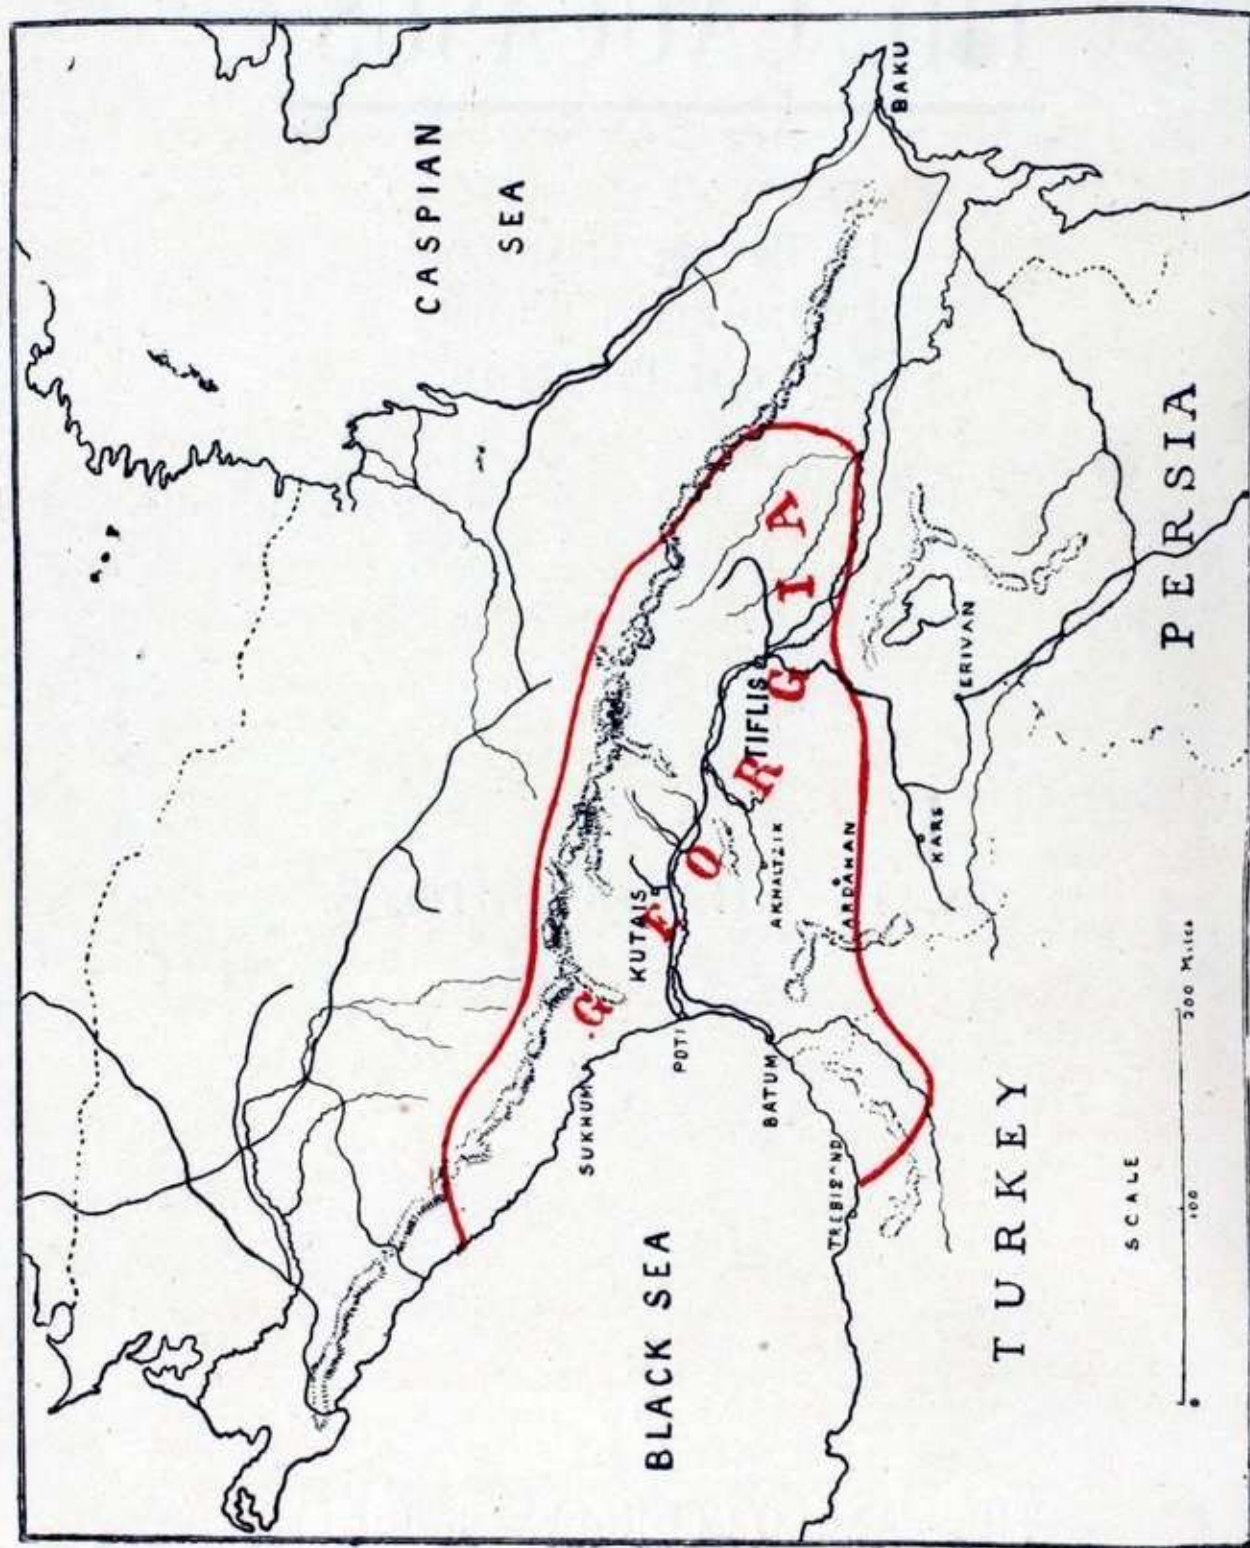 CASPIAN
SEA
BAKU
GEORGIA
TIFLIS
KUTAIS
AKHALTZIK
ARDAHAN
KARS
ERIVAN
PERSIA
SUKHUM
POTI
BATUM
TREBIZOND
BLACK SEA
TURKEY
SCALE
0 100 200 Miles